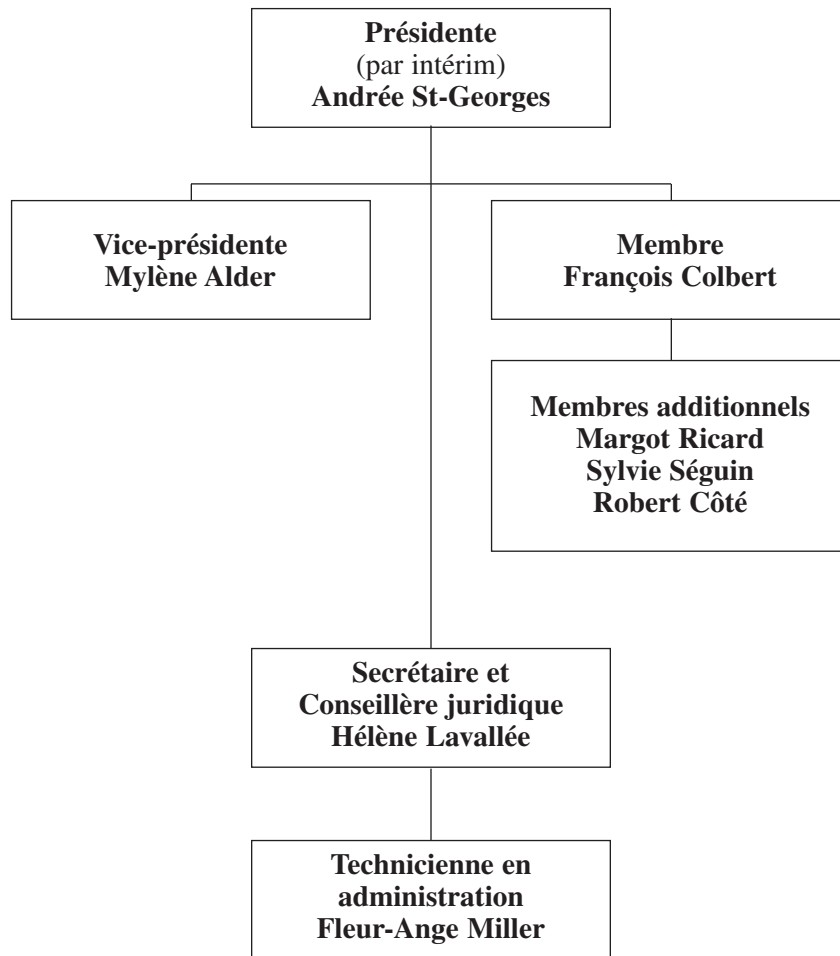 Présidente
(par intérim)
Andrée St-Georges
Vice-présidente
Mylène Alder
Membre
François Colbert
Membres additionnels
Margot Ricard
Sylvie Séguin
Robert Côté
Secrétaire et
Conseillère juridique
Hélène Lavallée
Technicienne en
administration
Fleur-Ange Miller